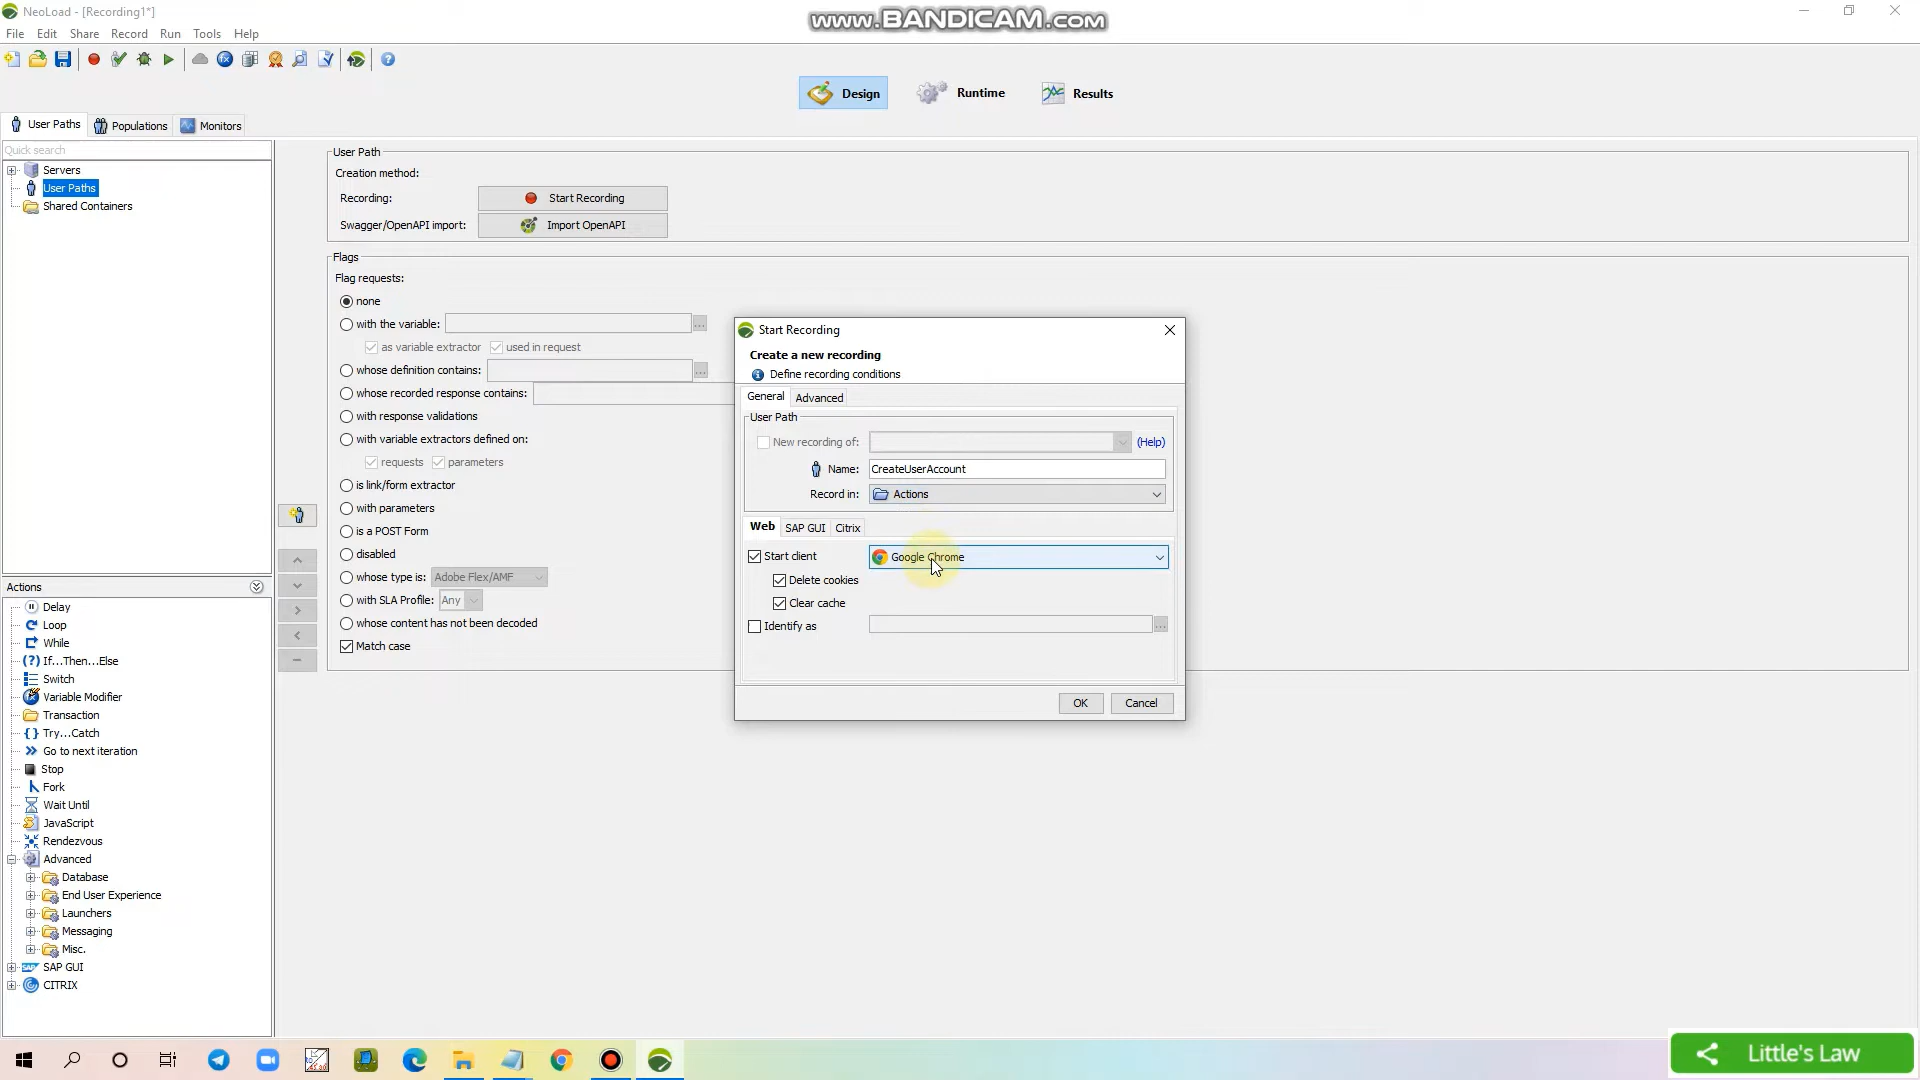 NeoLoad - [Recording1*]
www.BANDICAM.com
File Edit Share Record Run Tools Help
Design Runtime Results
User Paths Populations Monitors
Quick search
Servers
User Paths
Shared Containers
User Path
Creation method:
Recording: Start Recording
Swagger/OpenAPI import: Import OpenAPI
Flags
Flag requests:
none
with the variable: ...
as variable extractor used in request
whose definition contains: ...
whose recorded response contains:
with response validations
with variable extractors defined on:
requests parameters
is link/form extractor
with parameters
is a POST Form
disabled
whose type is: Adobe Flex/AMF
with SLA Profile: Any
whose content has not been decoded
Match case
Start Recording
Create a new recording
Define recording conditions
General Advanced
User Path
New recording of: (Help)
Name: CreateUserAccount
Record in: Actions
Web SAP GUI Citrix
Start client Google Chrome
Delete cookies
Clear cache
Identify as ...
OK Cancel
Actions
Delay
Loop
While
(?) If...Then...Else
Switch
Variable Modifier
Transaction
{} Try...Catch
Go to next iteration
Stop
Fork
Wait Until
JavaScript
Rendezvous
Advanced
Database
End User Experience
Launchers
Messaging
Misc.
SAP SAP GUI
CITRIX
Little's Law